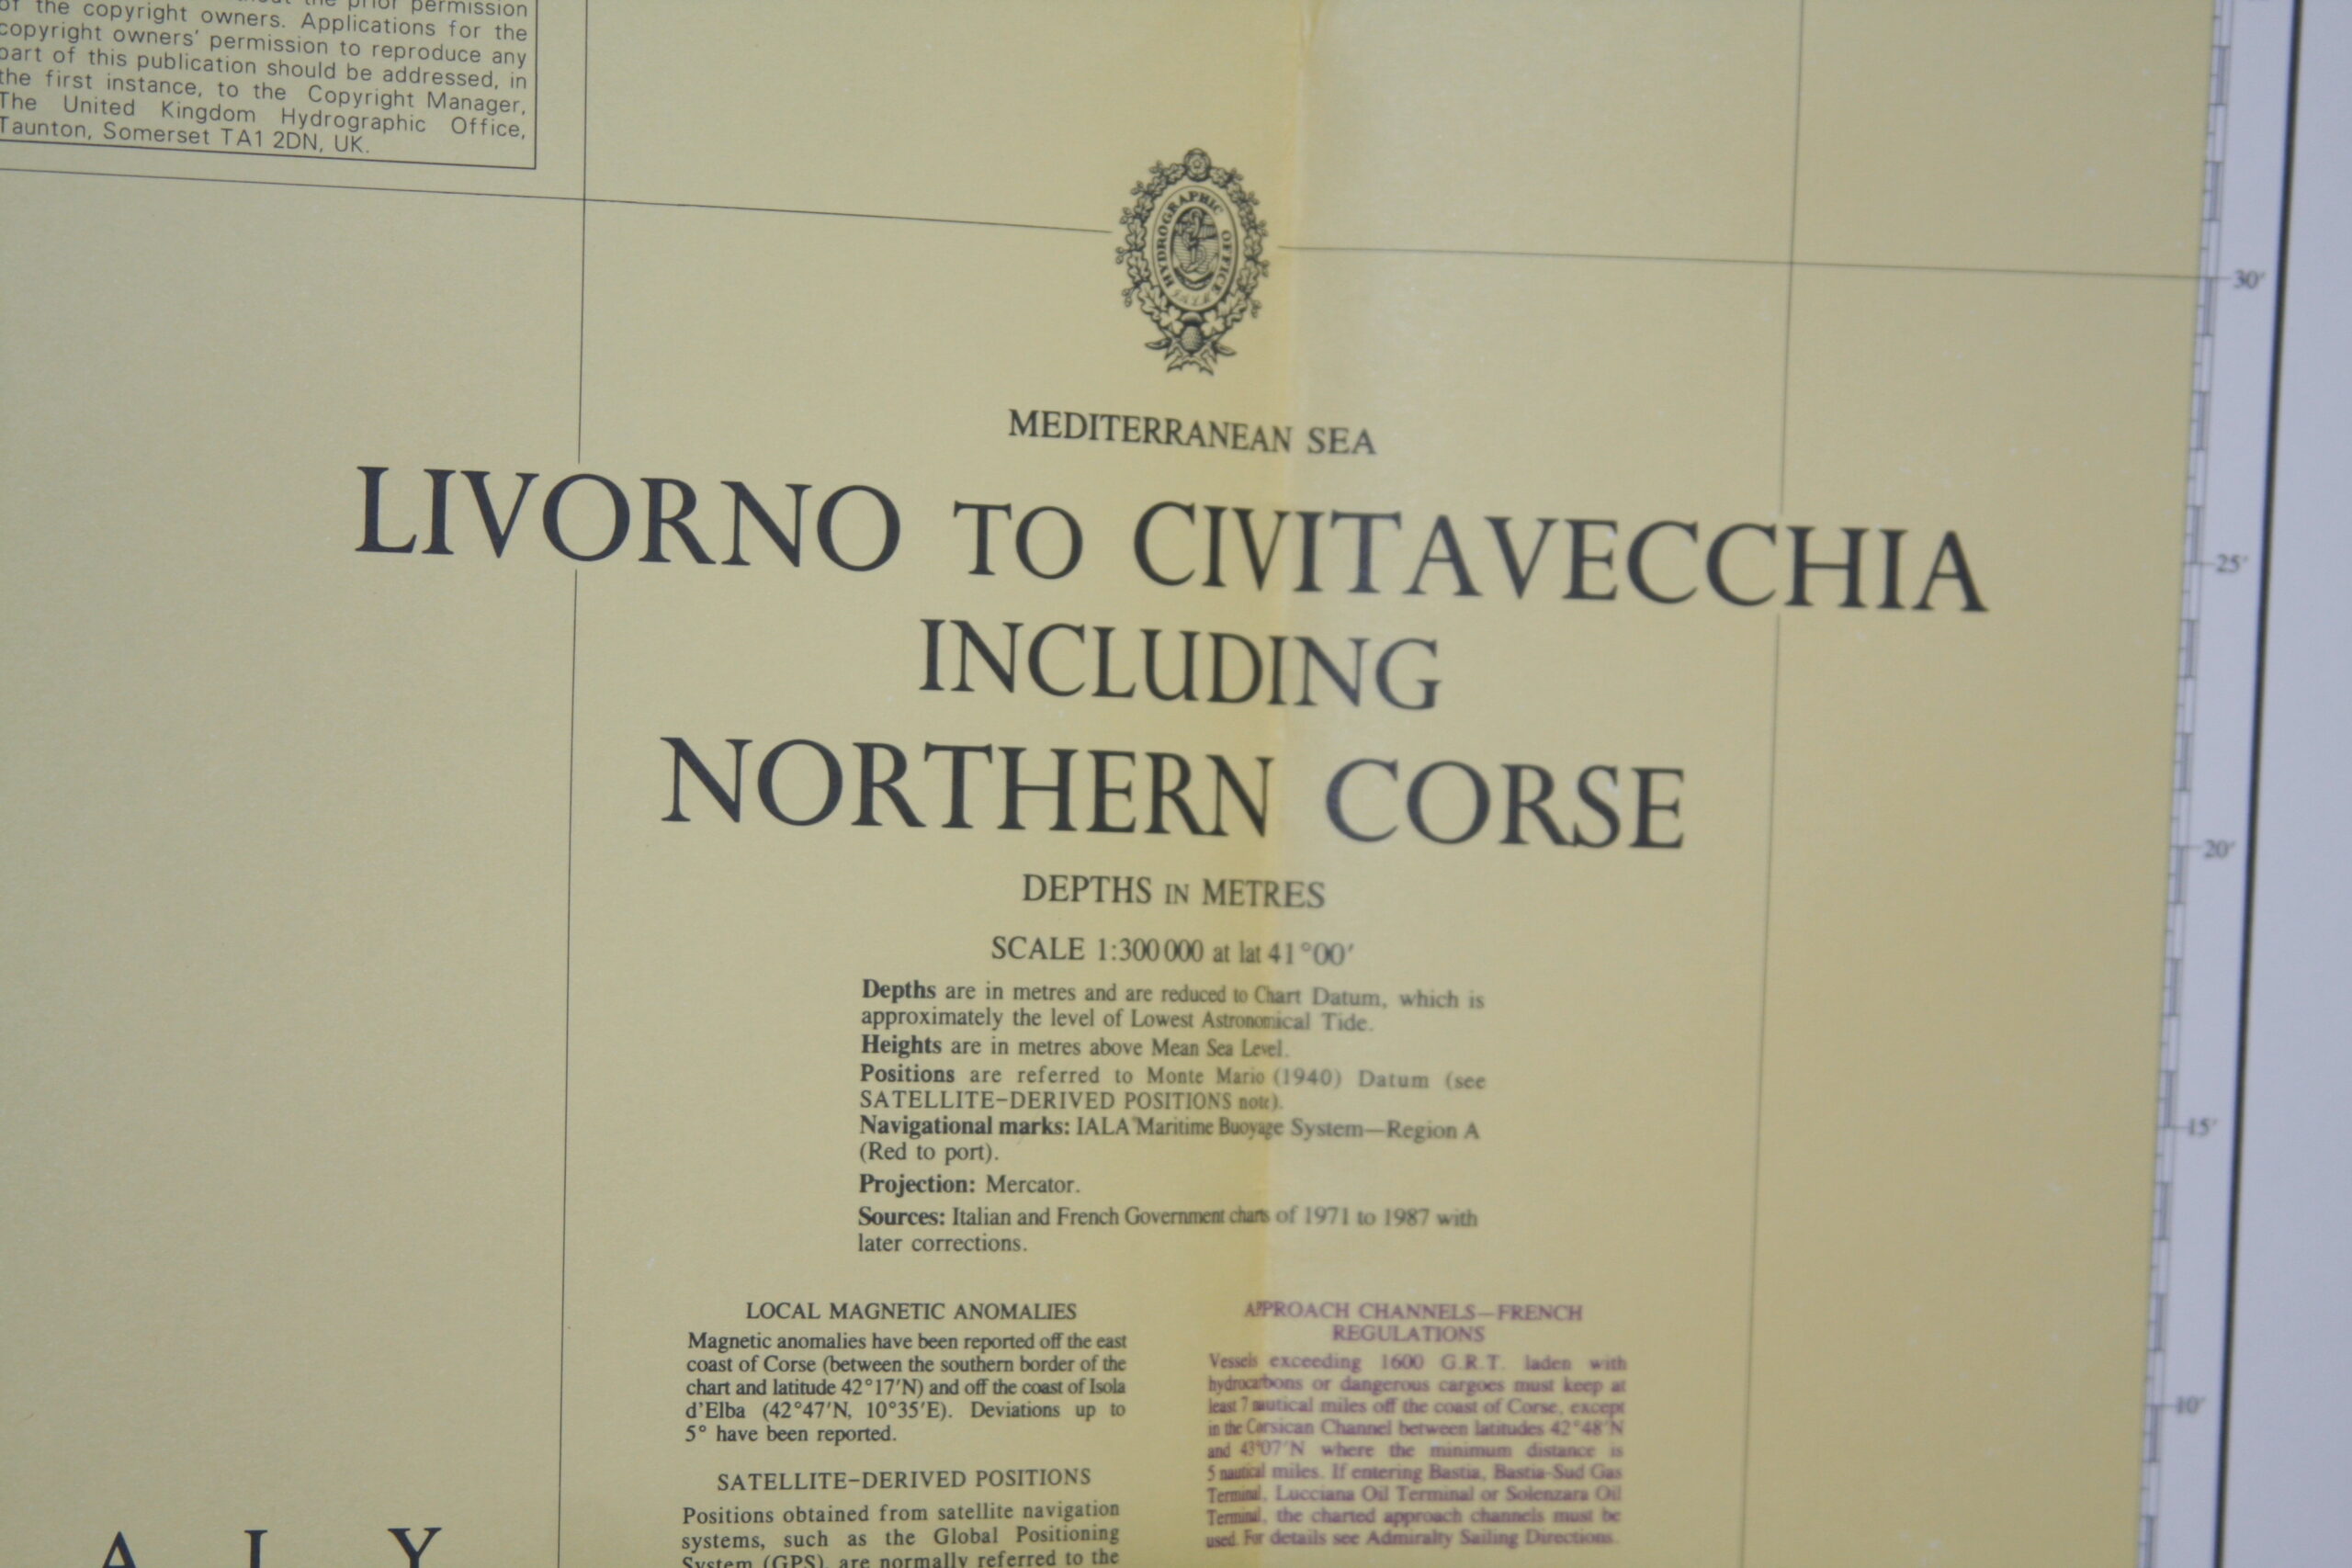 prior permission
of the copyright owners. Applications for the
copyright owners' permission to reproduce any
part of this publication should be addressed, in
the first instance, to the Copyright Manager,
The United Kingdom Hydrographic Office,
Taunton, Somerset TA1 2DN, UK.
HYDROGRAPHIC OFFICE
30'
MEDITERRANEAN SEA
LIVORNO TO CIVITAVECCHIA
25'
INCLUDING
NORTHERN CORSE
20'
DEPTHS IN METRES
SCALE 1:300 000 at lat 41°00'
Depths are in metres and are reduced to Chart Datum, which is
approximately the level of Lowest Astronomical Tide.
Heights are in metres above Mean Sea Level.
Positions are referred to Monte Mario (1940) Datum (see
SATELLITE-DERIVED POSITIONS note).
Navigational marks: IALA Maritime Buoyage System—Region A
(Red to port).
15'
Projection: Mercator.
Sources: Italian and French Government charts of 1971 to 1987 with
later corrections.
LOCAL MAGNETIC ANOMALIES
Magnetic anomalies have been reported off the east
coast of Corse (between the southern border of the
chart and latitude 42°17'N) and off the coast of Isola
d'Elba (42°47'N, 10°35'E). Deviations up to
5° have been reported.
SATELLITE-DERIVED POSITIONS
Positions obtained from satellite navigation
systems, such as the Global Positioning
System (GPS), are normally referred to the
APPROACH CHANNELS—FRENCH
REGULATIONS
Vessels exceeding 1600 G.R.T. laden with
hydrocarbons or dangerous cargoes must keep at
least 7 nautical miles off the coast of Corse, except
in the Corsican Channel between latitudes 42°48'N
and 43°07'N where the minimum distance is
5 nautical miles. If entering Bastia, Bastia-Sud Gas
Terminal, Lucciana Oil Terminal or Solenzara Oil
Terminal, the charted approach channels must be
used. For details see Admiralty Sailing Directions.
10'
A L Y